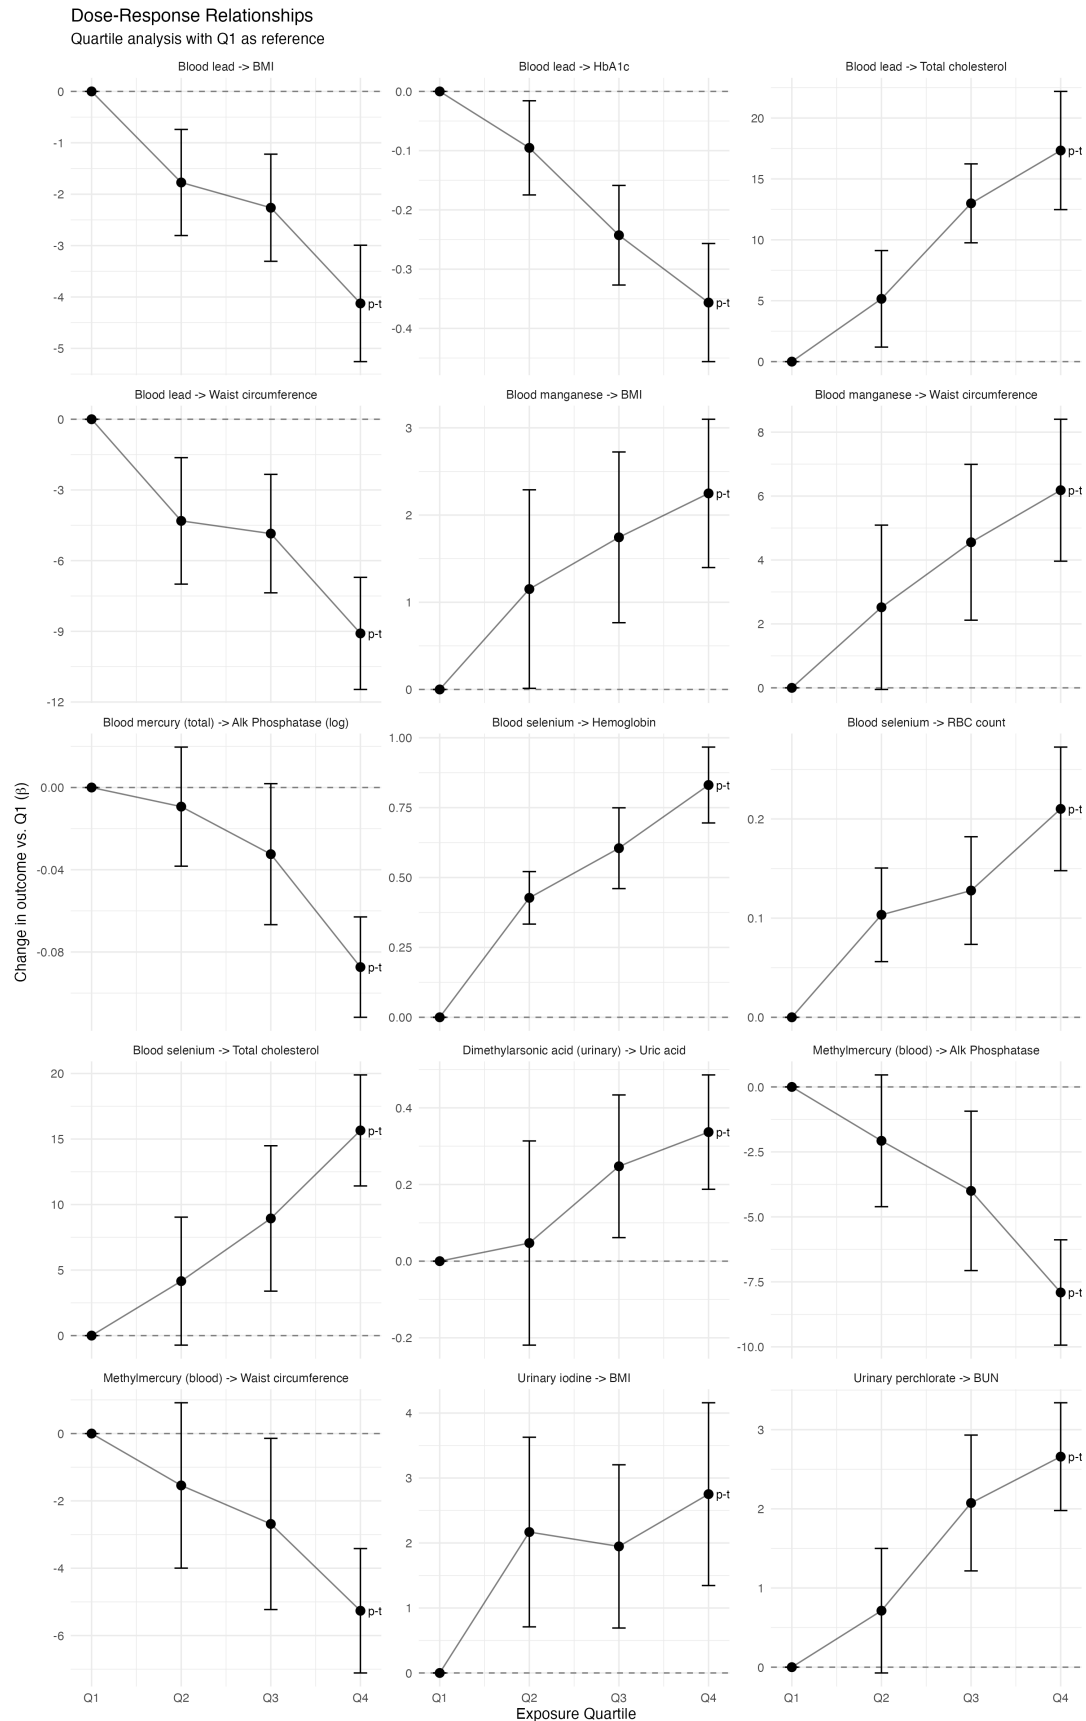 Dose-Response Relationships
Quartile analysis with Q1 as reference
Blood lead -> BMI
0
-1
-2
-3
-4
-5
p-t
Blood lead -> HbA1c
0.0
-0.1
-0.2
-0.3
-0.4
p-t
Blood lead -> Total cholesterol
20
15
10
5
0
p-t
Blood lead -> Waist circumference
0
-3
-6
-9
-12
p-t
Blood manganese -> BMI
3
2
1
0
p-t
Blood manganese -> Waist circumference
8
6
4
2
0
p-t
Blood mercury (total) -> Alk Phosphatase (log)
0.00
-0.04
-0.08
p-t
Blood selenium -> Hemoglobin
1.00
0.75
0.50
0.25
0.00
p-t
Blood selenium -> RBC count
0.2
0.1
0.0
p-t
Change in outcome vs. Q1 (β)
Blood selenium -> Total cholesterol
20
15
10
5
0
p-t
Dimethylarsonic acid (urinary) -> Uric acid
0.4
0.2
0.0
-0.2
p-t
Methylmercury (blood) -> Alk Phosphatase
0.0
-2.5
-5.0
-7.5
-10.0
p-t
Methylmercury (blood) -> Waist circumference
0
-2
-4
-6
p-t
Urinary iodine -> BMI
4
3
2
1
0
p-t
Urinary perchlorate -> BUN
3
2
1
0
p-t
Q1 Q2 Q3 Q4
Q1 Q2 Q3 Q4
Q1 Q2 Q3 Q4
Exposure Quartile